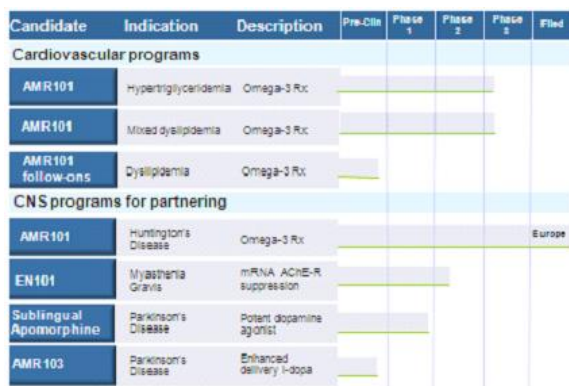 Candidate Indication Description Pre-Clin Phase 1 Phase 2 Phase 3 Filed
Cardiovascular programs
AMR101 Hypertriglyceridemia Omega-3 Rx
AMR101 Mixed dyslipidemia Omega-3 Rx
AMR101
follow-ons Dyslipidemia Omega-3 Rx
CNS programs for partnering
AMR101 Huntington's
Disease Omega-3 Rx Europe
EN101 Myasthenia
Gravis mRNA AChE-R
suppression
Sublingual
Apomorphine Parkinson's
Disease Potent dopamine
agonist
AMR103 Parkinson's
Disease Enhanced
delivery l-dopa